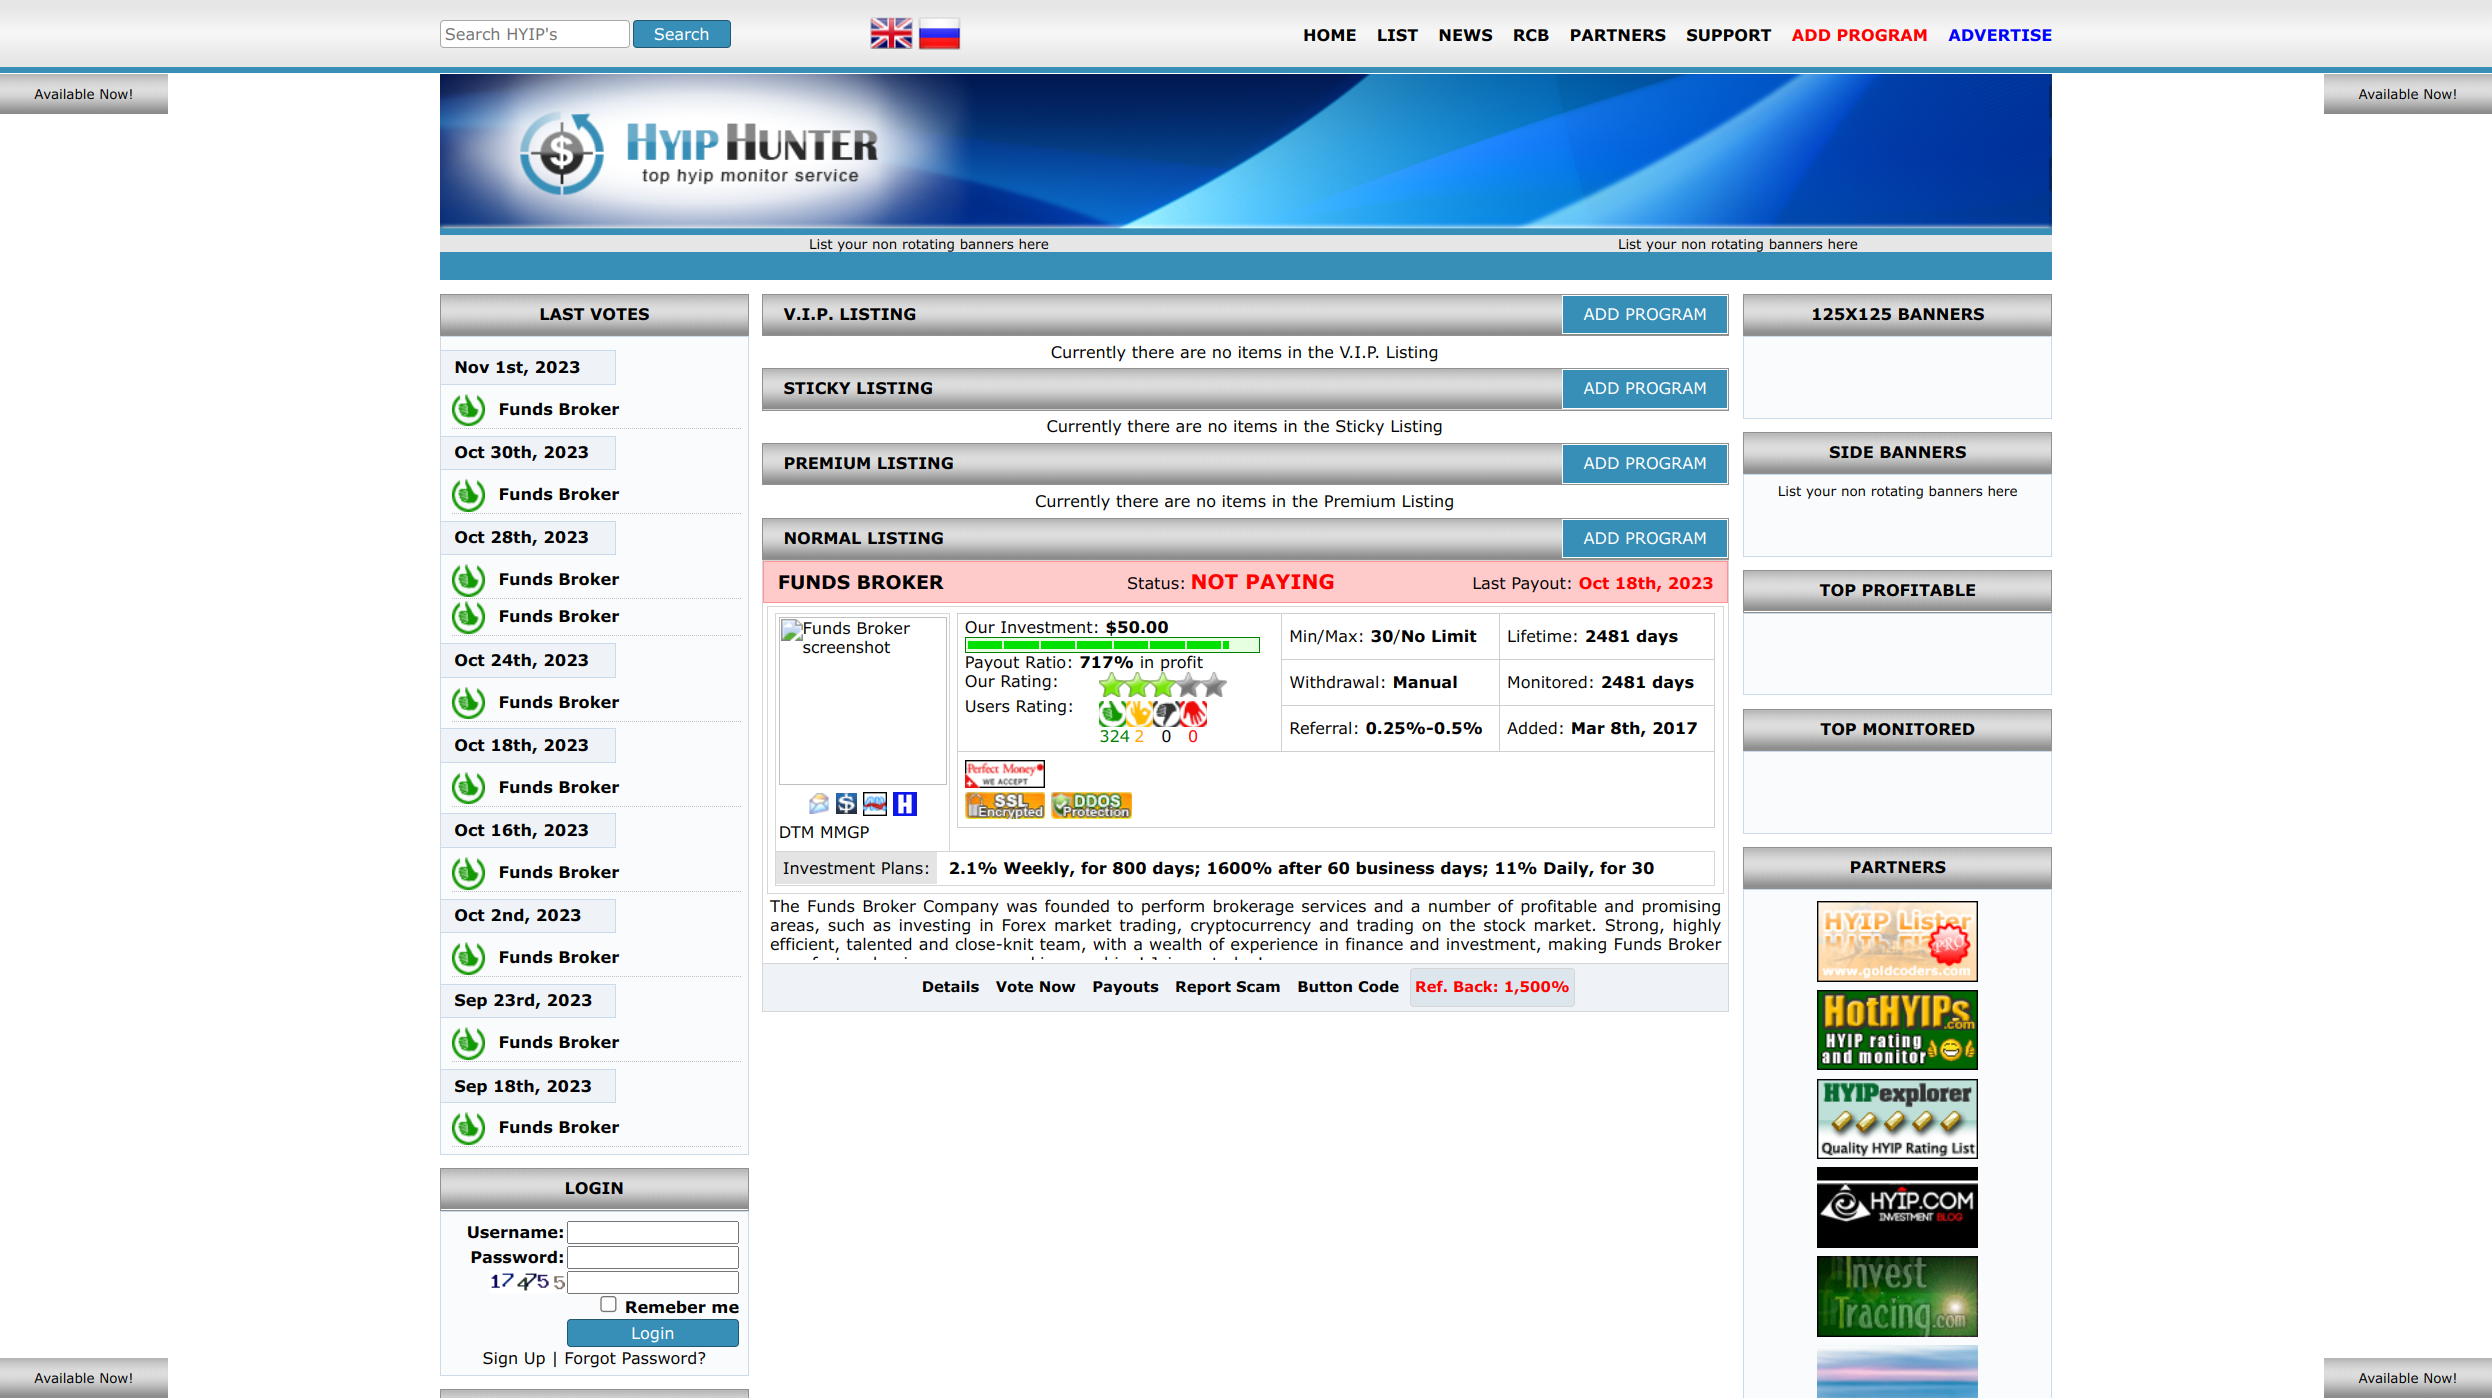 Search HYIP's
Search
HOME LIST NEWS RCB PARTNERS SUPPORT ADD PROGRAM ADVERTISE
Available Now!
Available Now!
HYIP HUNTER
top hyip monitor service
List your non rotating banners here
List your non rotating banners here
LAST VOTES
Nov 1st, 2023
Funds Broker
Oct 30th, 2023
Funds Broker
Oct 28th, 2023
Funds Broker
Funds Broker
Oct 24th, 2023
Funds Broker
Oct 18th, 2023
Funds Broker
Oct 16th, 2023
Funds Broker
Oct 2nd, 2023
Funds Broker
Sep 23rd, 2023
Funds Broker
Sep 18th, 2023
Funds Broker
LOGIN
Username:
Password:
174755
Remeber me
Login
Sign Up | Forgot Password?
V.I.P. LISTING
ADD PROGRAM
Currently there are no items in the V.I.P. Listing
STICKY LISTING
ADD PROGRAM
Currently there are no items in the Sticky Listing
PREMIUM LISTING
ADD PROGRAM
Currently there are no items in the Premium Listing
NORMAL LISTING
ADD PROGRAM
FUNDS BROKER
Status: NOT PAYING
Last Payout: Oct 18th, 2023
Funds Broker
screenshot
DTM MMGP
Our Investment: $50.00
Payout Ratio: 717% in profit
Our Rating:
Users Rating:
324 2 0 0
Min/Max: 30/No Limit
Lifetime: 2481 days
Withdrawal: Manual
Monitored: 2481 days
Referral: 0.25%-0.5%
Added: Mar 8th, 2017
Perfect Money
WE ACCEPT
SSL
Encrypted
DDOS
Protection
Investment Plans:
2.1% Weekly, for 800 days; 1600% after 60 business days; 11% Daily, for 30
The Funds Broker Company was founded to perform brokerage services and a number of profitable and promising
areas, such as investing in Forex market trading, cryptocurrency and trading on the stock market. Strong, highly
efficient, talented and close-knit team, with a wealth of experience in finance and investment, making Funds Broker
Details Vote Now Payouts Report Scam Button Code Ref. Back: 1,500%
125X125 BANNERS
SIDE BANNERS
List your non rotating banners here
TOP PROFITABLE
TOP MONITORED
PARTNERS
HYIP Lister
PRO
www.goldcoders.com
HotHYIPs
.com
HYIP rating
and monitor
HYIPexplorer
Quality HYIP Rating List
HYIP.COM
INVESTMENT BLOG
Invest
Tracing.com
Available Now!
Available Now!